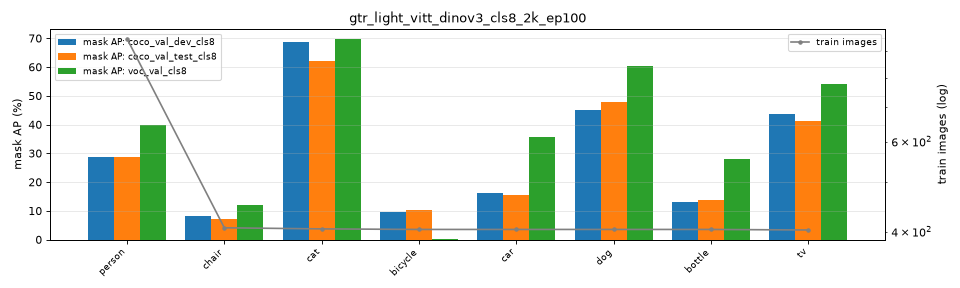 gtr_light_vitt_dinov3_cls8_2k_ep100
mask AP: coco_val_dev_cls8
mask AP: coco_val_test_cls8
mask AP: voc_val_cls8
train images
mask AP (%)
70
60
50
40
30
20
10
0
train images (log)
6 × 10²
4 × 10²
person
chair
cat
bicycle
car
dog
bottle
tv